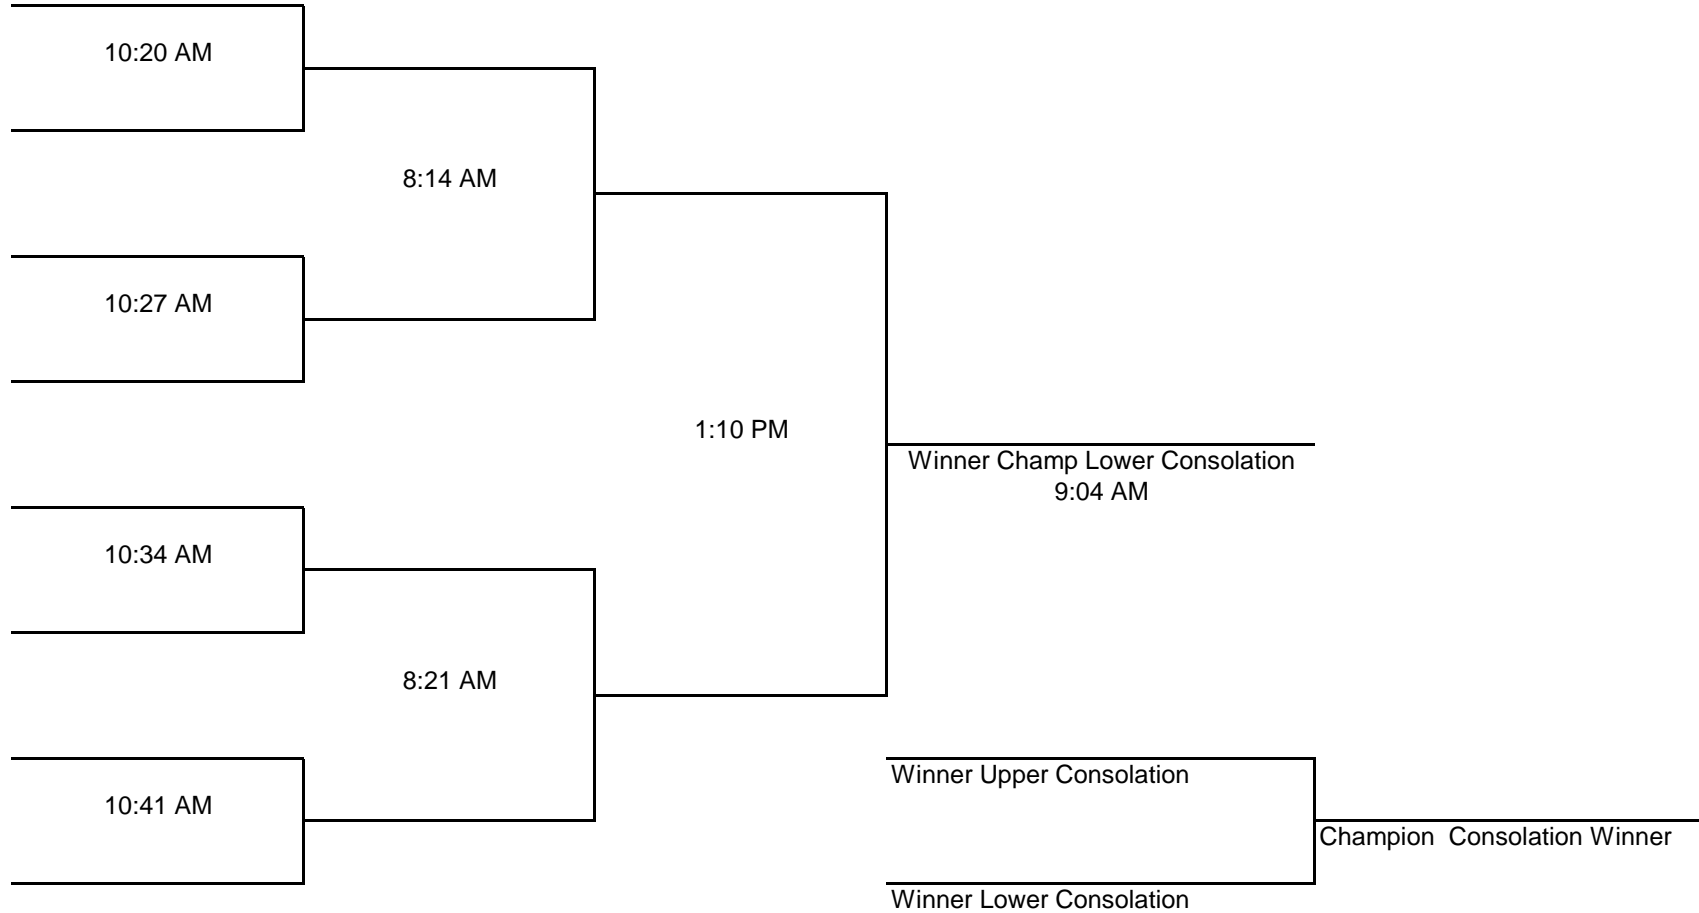 10:20 AM
8:14 AM
10:27 AM
1:10 PM
Winner Champ Lower Consolation
9:04 AM
10:34 AM
8:21 AM
10:41 AM
Winner Upper Consolation
Champion  Consolation Winner
Winner Lower Consolation